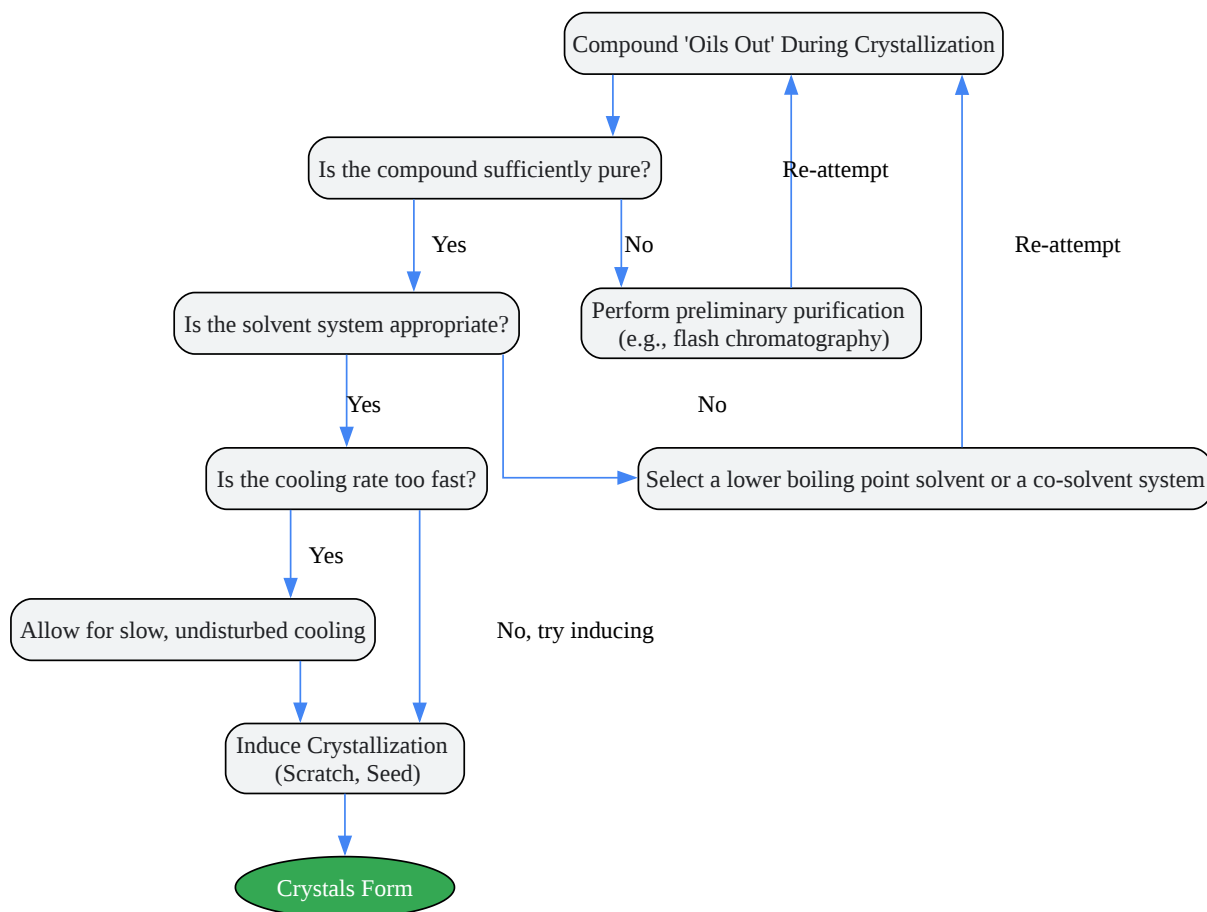 Compound 'Oils Out' During Crystallization
Is the compound sufficiently pure?
Re-attempt
Yes
No
Re-attempt
Is the solvent system appropriate?
Perform preliminary purification
(e.g., flash chromatography)
Yes
No
Is the cooling rate too fast?
Select a lower boiling point solvent or a co-solvent system
Yes
Allow for slow, undisturbed cooling
No, try inducing
Induce Crystallization
(Scratch, Seed)
Crystals Form